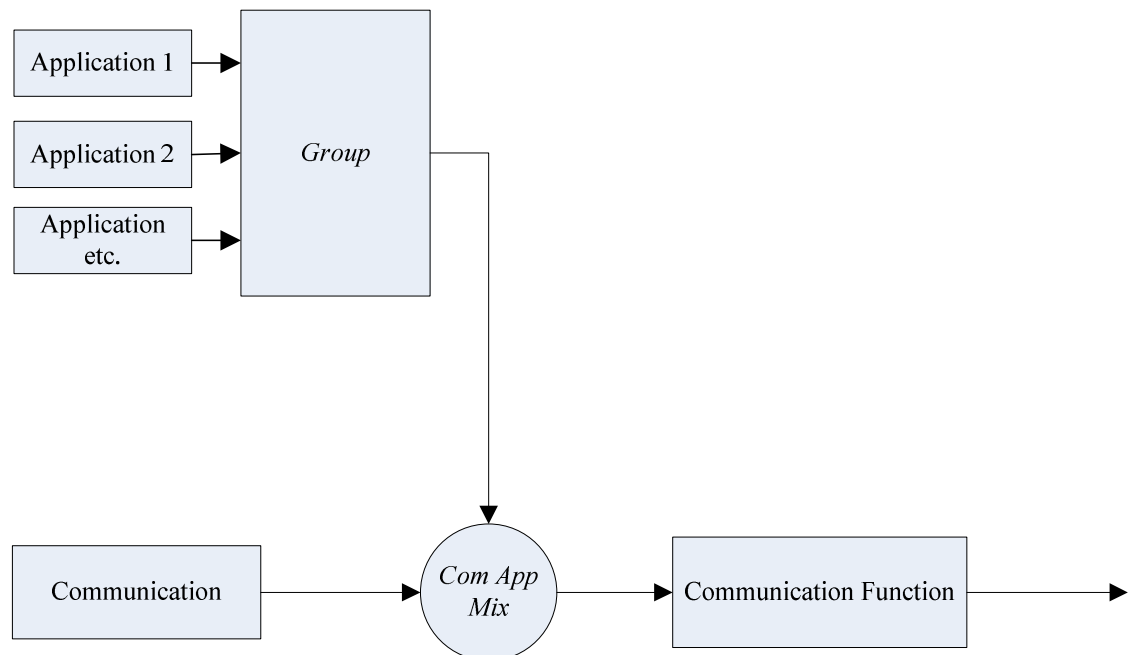 Application 1
Application 2
Application
etc.
Group
Communication
Com App
Mix
Communication Function